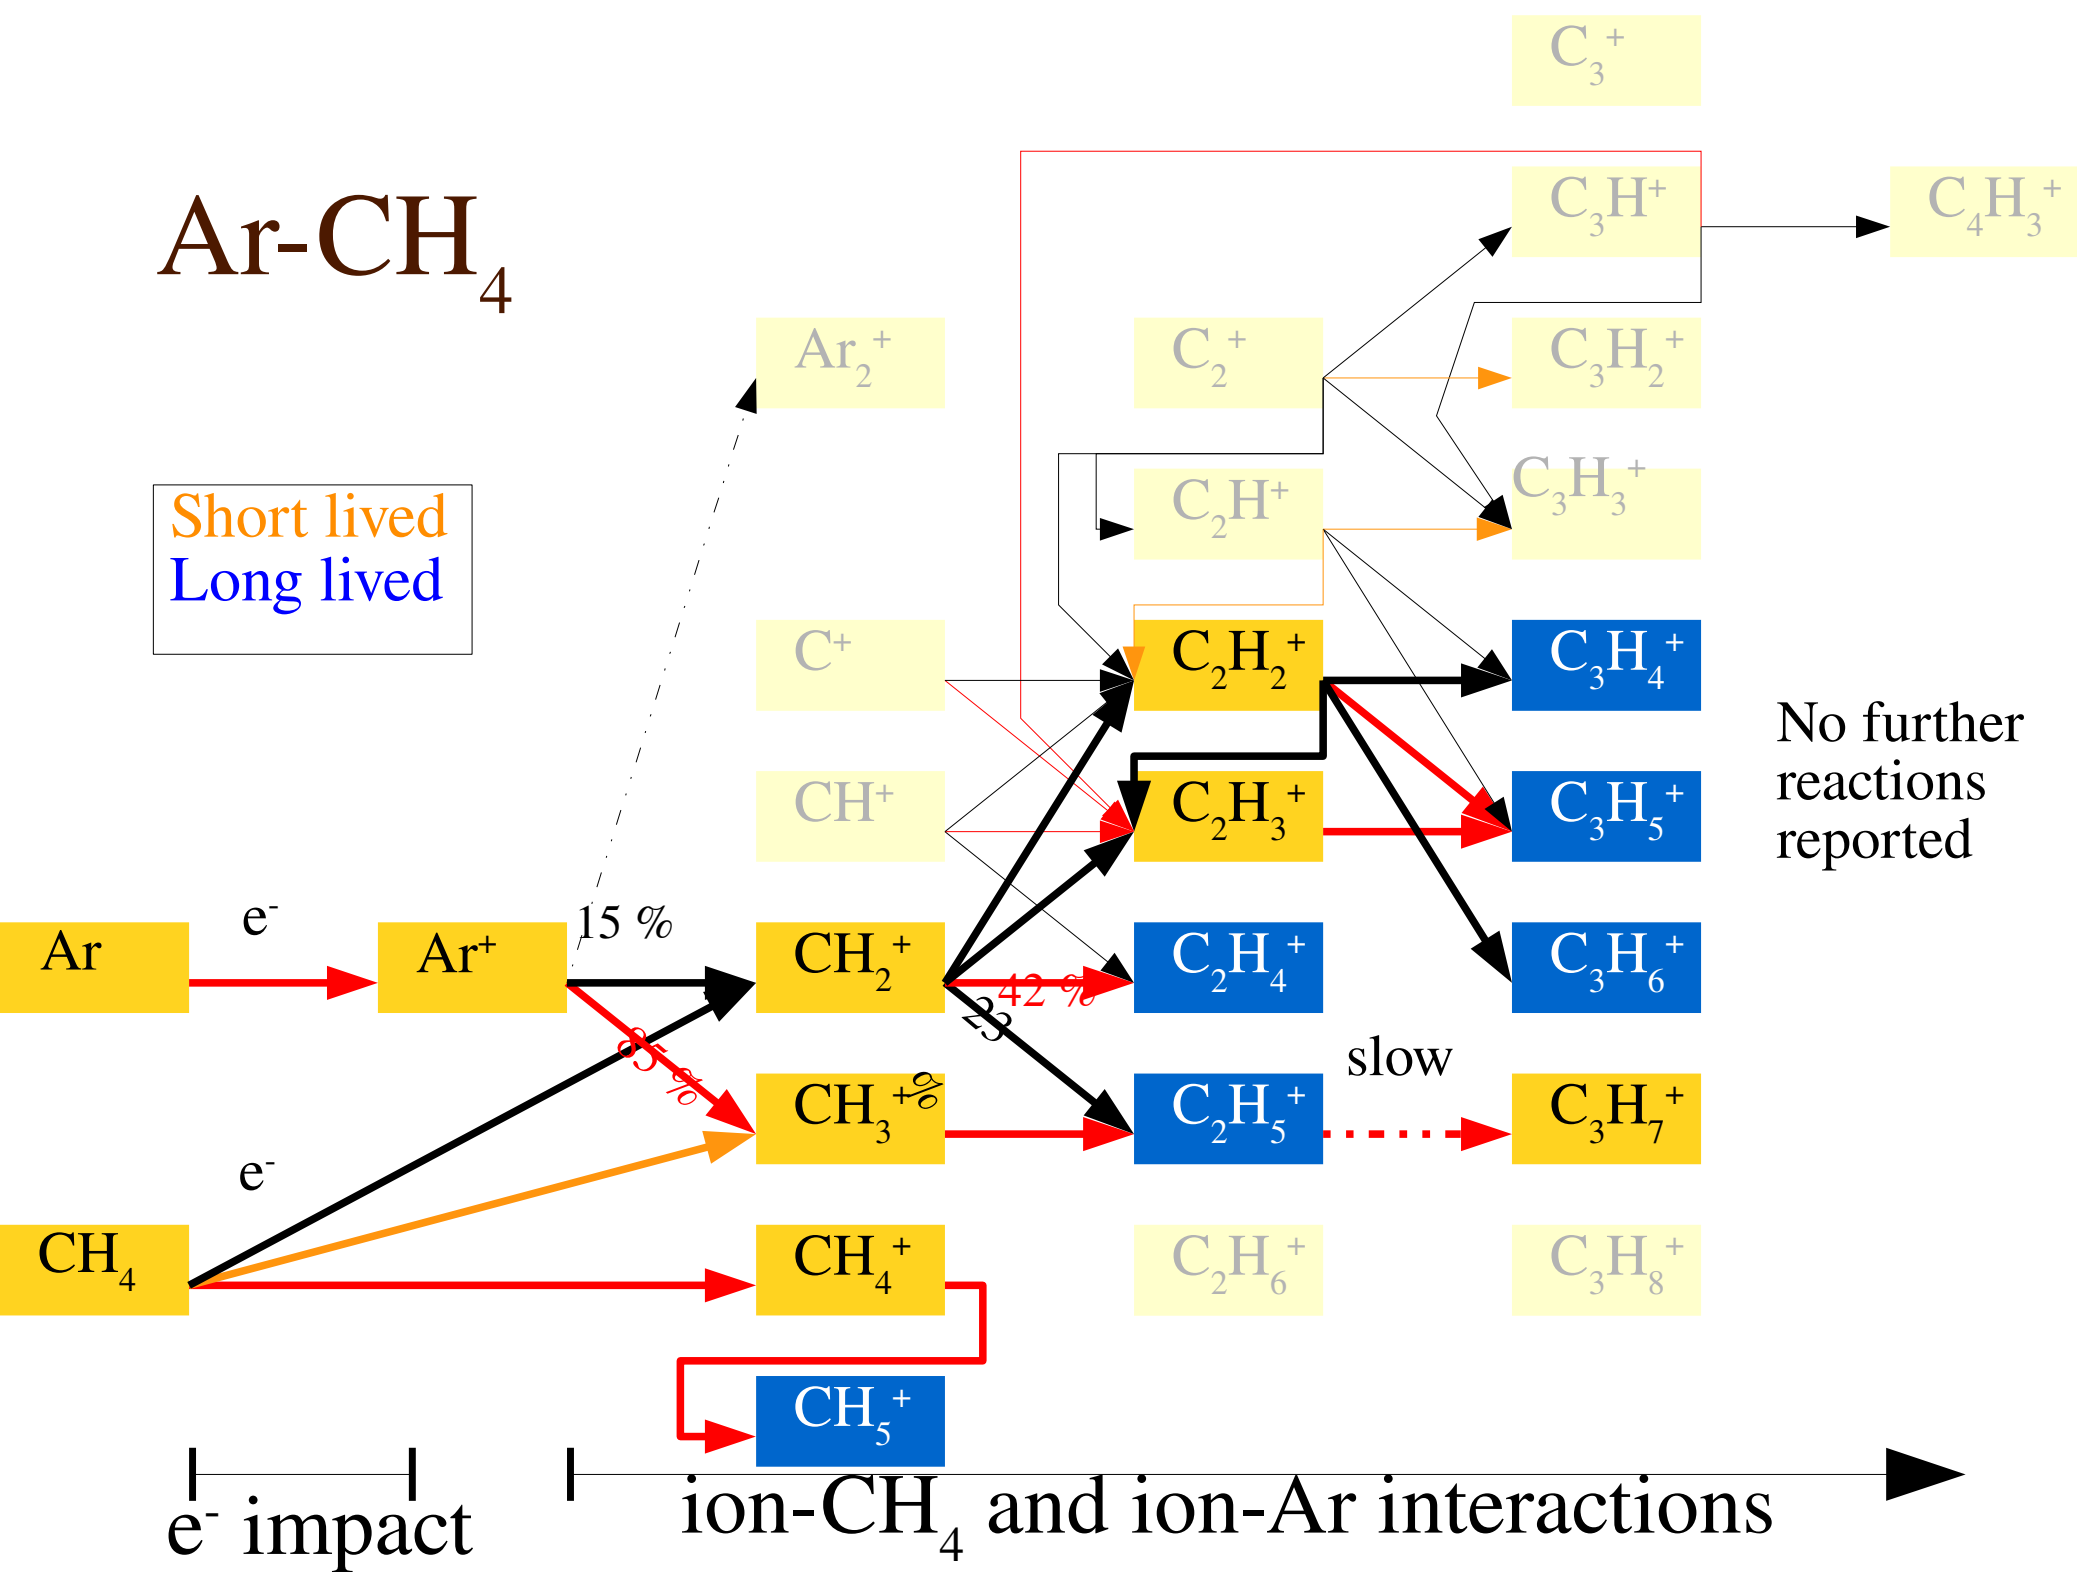 C₃⁺
C₃H⁺
C₄H₃⁺
Ar-CH₄
Ar₂⁺
C₂⁺
C₃H₂⁺
C₂H⁺
C₃H₃⁺
Short lived
Long lived
C⁺
C₂H₂⁺
C₃H₄⁺
No further
reactions
reported
CH⁺
C₂H₃⁺
C₃H₅⁺
e⁻
15 %
Ar
Ar⁺
CH₂⁺
42 %
23 %
C₂H₄⁺
C₃H₆⁺
85 %
slow
CH₃⁺
C₂H₅⁺
C₃H₇⁺
e⁻
CH₄
CH₄⁺
C₂H₆⁺
C₃H₈⁺
CH₅⁺
e⁻ impact
ion-CH₄ and ion-Ar interactions